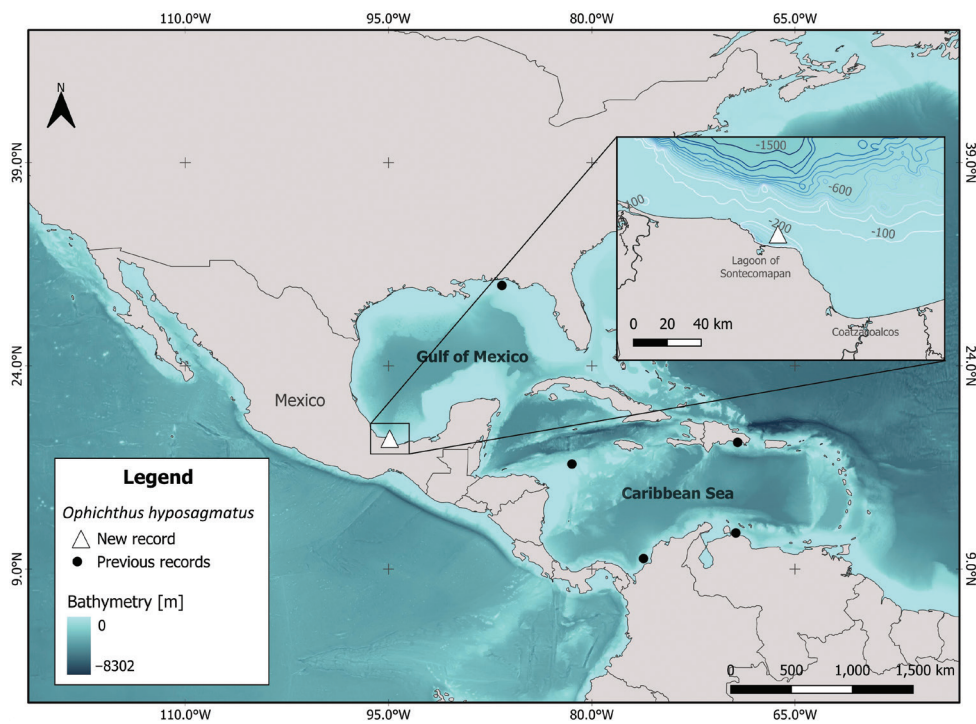 110.0°W 95.0°W 80.0°W 65.0°W
N
39.0°N
39.0°N
-1500
-600
-400
-200
-100
Lagoon of
Sontecomapan
0 20 40 km
Coatzacoalcos
Gulf of Mexico
24.0°N
24.0°N
Mexico
Caribbean Sea
Legend
Ophichthus hyposagmatus
New record
Previous records
Bathymetry [m]
0
−8302
9.0°N
9.0°N
0 500 1,000 1,500 km
110.0°W 95.0°W 80.0°W 65.0°W